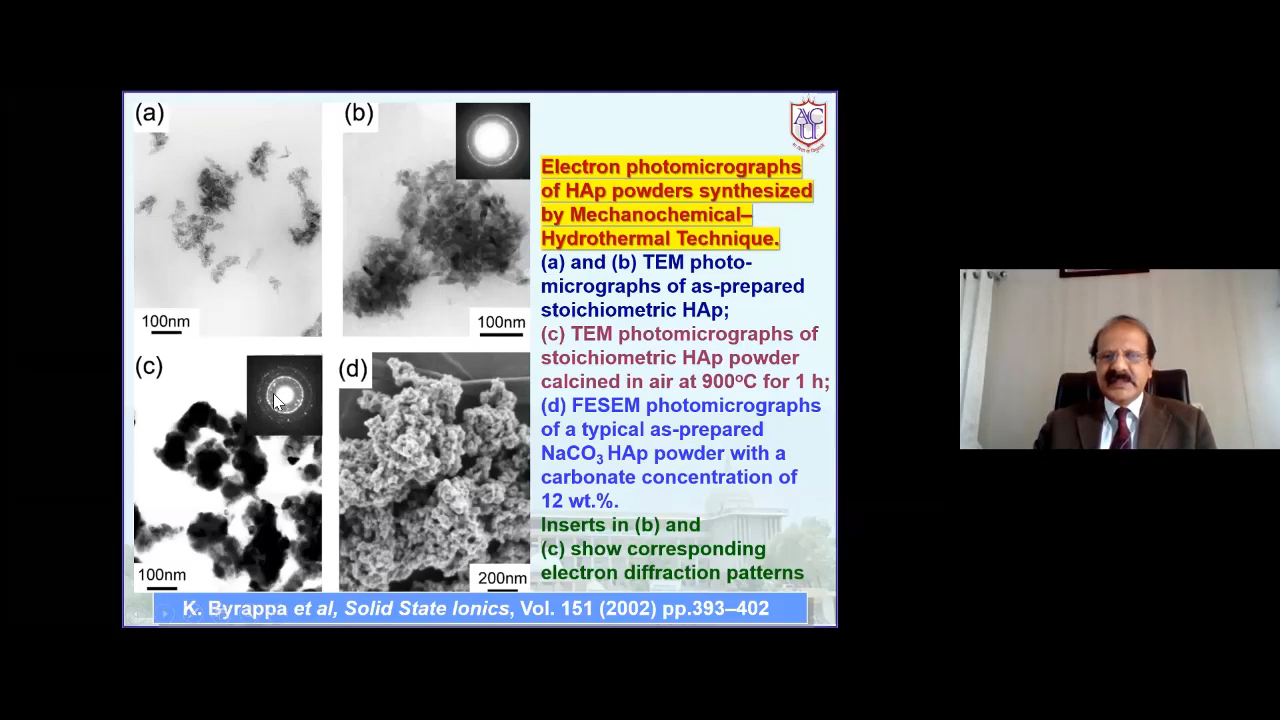 (a)
(b)
100nm
100nm
(c)
(d)
100nm
200nm
ACU
Electron photomicrographs
of HAp powders synthesized
by Mechanochemical–
Hydrothermal Technique.
(a) and (b) TEM photo-
micrographs of as-prepared
stoichiometric HAp;
(c) TEM photomicrographs of
stoichiometric HAp powder
calcined in air at 900ºC for 1 h;
(d) FESEM photomicrographs
of a typical as-prepared
NaCO₃ HAp powder with a
carbonate concentration of
12 wt.%.
Inserts in (b) and
(c) show corresponding
electron diffraction patterns
K. Byrappa et al, Solid State Ionics, Vol. 151 (2002) pp.393–402